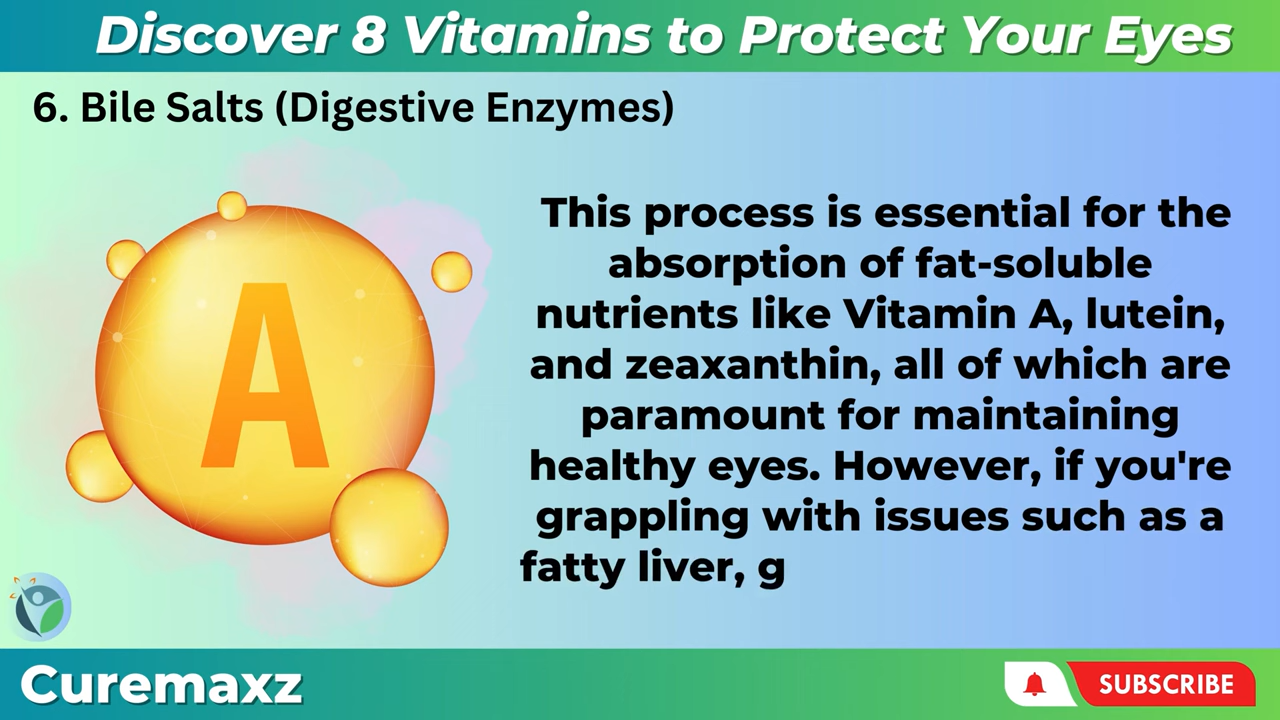 Discover 8 Vitamins to Protect Your Eyes
6. Bile Salts (Digestive Enzymes)
A
This process is essential for the
absorption of fat-soluble
nutrients like Vitamin A, lutein,
and zeaxanthin, all of which are
paramount for maintaining
healthy eyes. However, if you're
grappling with issues such as a
fatty liver, g
Curemaxz
SUBSCRIBE